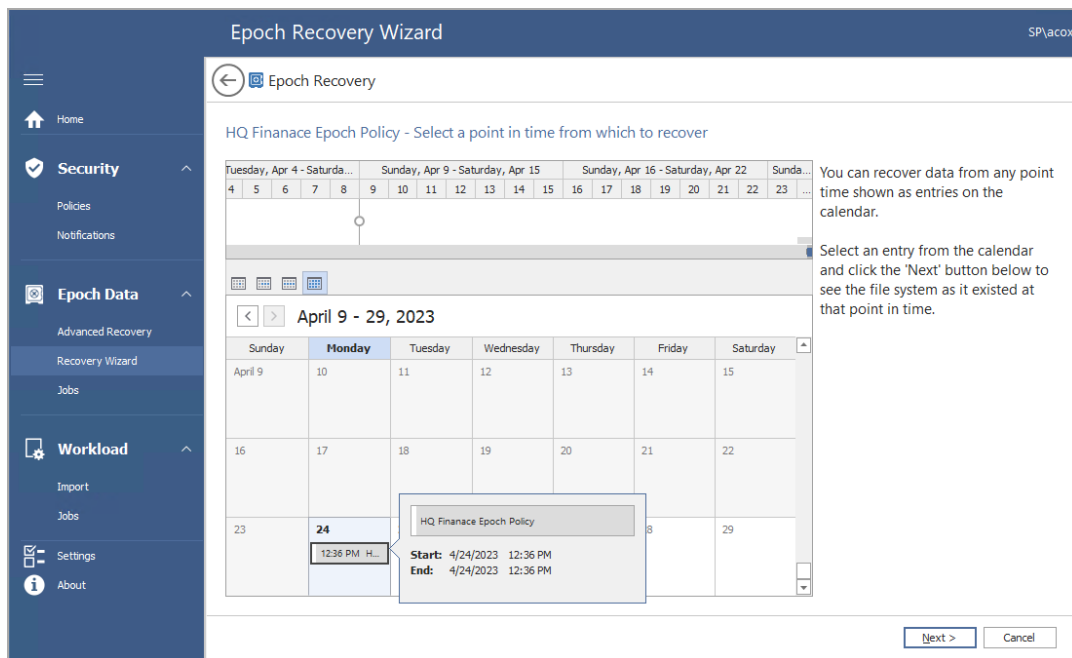 Epoch Recovery Wizard
SP\acox
Home
Security
Policies
Notifications
Epoch Data
Advanced Recovery
Recovery Wizard
Jobs
Workload
Import
Jobs
Settings
About
Epoch Recovery
HQ Finanace Epoch Policy - Select a point in time from which to recover
Tuesday, Apr 4 - Saturda... Sunday, Apr 9 - Saturday, Apr 15 Sunday, Apr 16 - Saturday, Apr 22 Sunda...
4 5 6 7 8 9 10 11 12 13 14 15 16 17 18 19 20 21 22 23 ...
April 9 - 29, 2023
Sunday Monday Tuesday Wednesday Thursday Friday Saturday
April 9 10 11 12 13 14 15
16 17 18 19 20 21 22
23 24 8 29
12:36 PM H...
HQ Finanace Epoch Policy
Start: 4/24/2023 12:36 PM
End: 4/24/2023 12:36 PM
You can recover data from any point
time shown as entries on the
calendar.
Select an entry from the calendar
and click the 'Next' button below to
see the file system as it existed at
that point in time.
Next >
Cancel